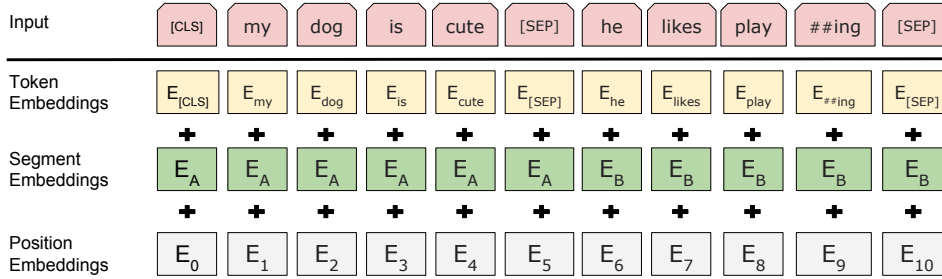 Input [CLS] my dog is cute [SEP] he likes play ##ing [SEP]
Token Embeddings E[CLS] Emy Edog Eis Ecute E[SEP] Ehe Elikes Eplay E##ing E[SEP]
+ + + + + + + + + + +
Segment Embeddings EA EA EA EA EA EA EB EB EB EB EB
+ + + + + + + + + + +
Position Embeddings E0 E1 E2 E3 E4 E5 E6 E7 E8 E9 E10